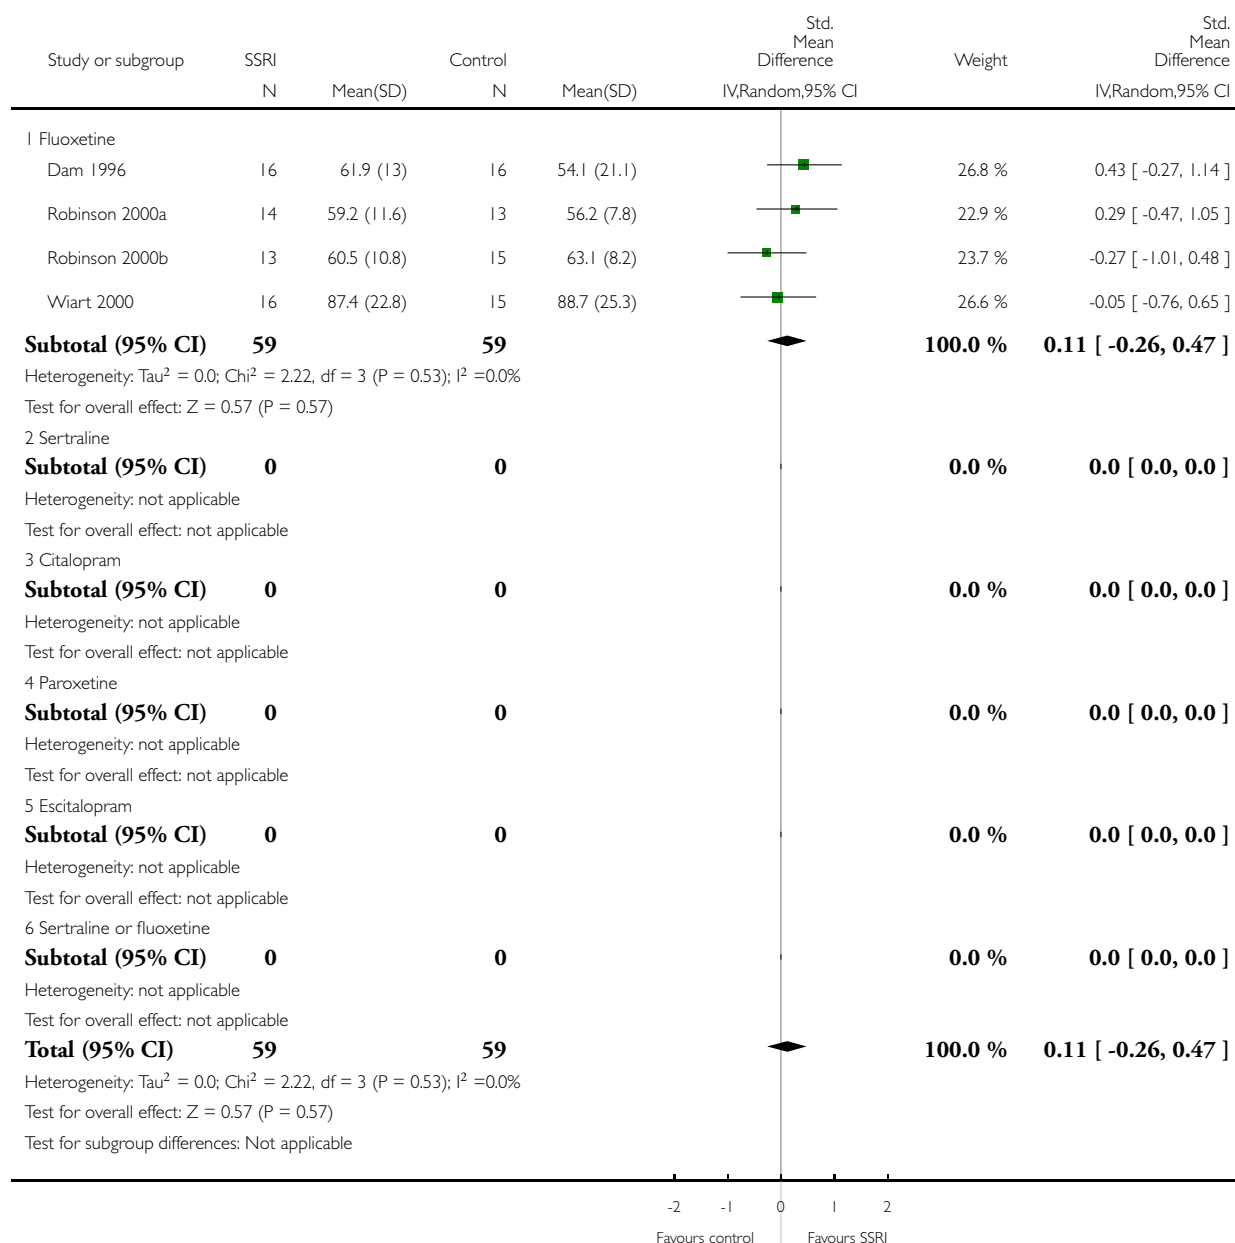 Study or subgroup SSRI Control Std. Mean Difference Weight Std. Mean Difference
N Mean(SD) N Mean(SD) IV,Random,95% CI IV,Random,95% CI
1 Fluoxetine
Dam 1996 16 61.9 (13) 16 54.1 (21.1) 26.8 % 0.43 [ -0.27, 1.14 ]
Robinson 2000a 14 59.2 (11.6) 13 56.2 (7.8) 22.9 % 0.29 [ -0.47, 1.05 ]
Robinson 2000b 13 60.5 (10.8) 15 63.1 (8.2) 23.7 % -0.27 [ -1.01, 0.48 ]
Wiart 2000 16 87.4 (22.8) 15 88.7 (25.3) 26.6 % -0.05 [ -0.76, 0.65 ]
Subtotal (95% CI) 59 59 100.0 % 0.11 [ -0.26, 0.47 ]
Heterogeneity: Tau² = 0.0; Chi² = 2.22, df = 3 (P = 0.53); I² =0.0%
Test for overall effect: Z = 0.57 (P = 0.57)
2 Sertraline
Subtotal (95% CI) 0 0 0.0 % 0.0 [ 0.0, 0.0 ]
Heterogeneity: not applicable
Test for overall effect: not applicable
3 Citalopram
Subtotal (95% CI) 0 0 0.0 % 0.0 [ 0.0, 0.0 ]
Heterogeneity: not applicable
Test for overall effect: not applicable
4 Paroxetine
Subtotal (95% CI) 0 0 0.0 % 0.0 [ 0.0, 0.0 ]
Heterogeneity: not applicable
Test for overall effect: not applicable
5 Escitalopram
Subtotal (95% CI) 0 0 0.0 % 0.0 [ 0.0, 0.0 ]
Heterogeneity: not applicable
Test for overall effect: not applicable
6 Sertraline or fluoxetine
Subtotal (95% CI) 0 0 0.0 % 0.0 [ 0.0, 0.0 ]
Heterogeneity: not applicable
Test for overall effect: not applicable
Total (95% CI) 59 59 100.0 % 0.11 [ -0.26, 0.47 ]
Heterogeneity: Tau² = 0.0; Chi² = 2.22, df = 3 (P = 0.53); I² =0.0%
Test for overall effect: Z = 0.57 (P = 0.57)
Test for subgroup differences: Not applicable
-2 -1 0 1 2
Favours control Favours SSRI